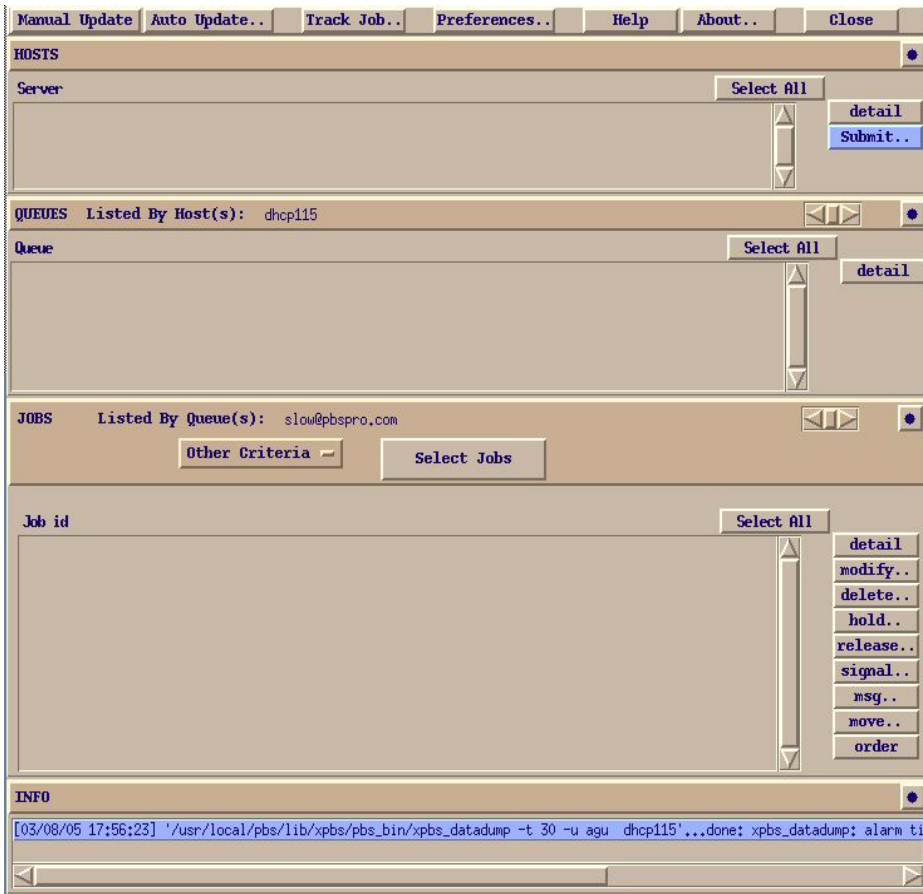 Manual Update Auto Update.. Track Job.. Preferences.. Help About.. Close
HOSTS
Server Select All
detail
Submit..
QUEUES Listed By Host(s): dhcp115
Queue Select All
detail
JOBS Listed By Queue(s): slow@pbspro.com
Other Criteria Select Jobs
Job id Select All
detail
modify..
delete..
hold..
release..
signal..
msg..
move..
order
INFO
[03/08/05 17:56:23] '/usr/local/pbs/lib/xpbs/pbs_bin/xpbs_datadump -t 30 -u agu dhcp115'...done: xpbs_datadump: alarm ti